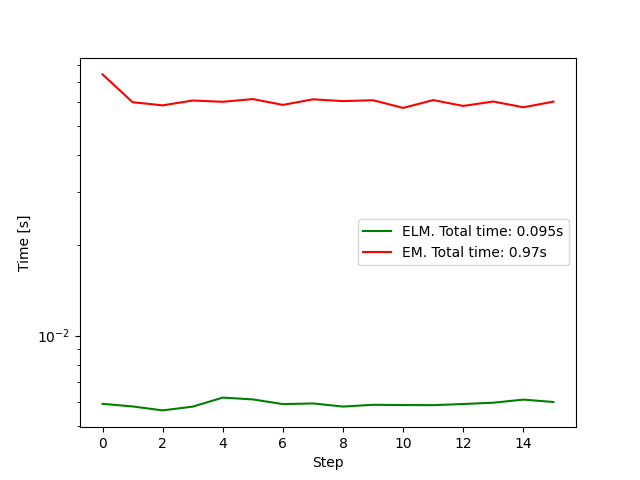 Time [s]
10⁻²
ELM. Total time: 0.095s
EM. Total time: 0.97s
0 2 4 6 8 10 12 14
Step